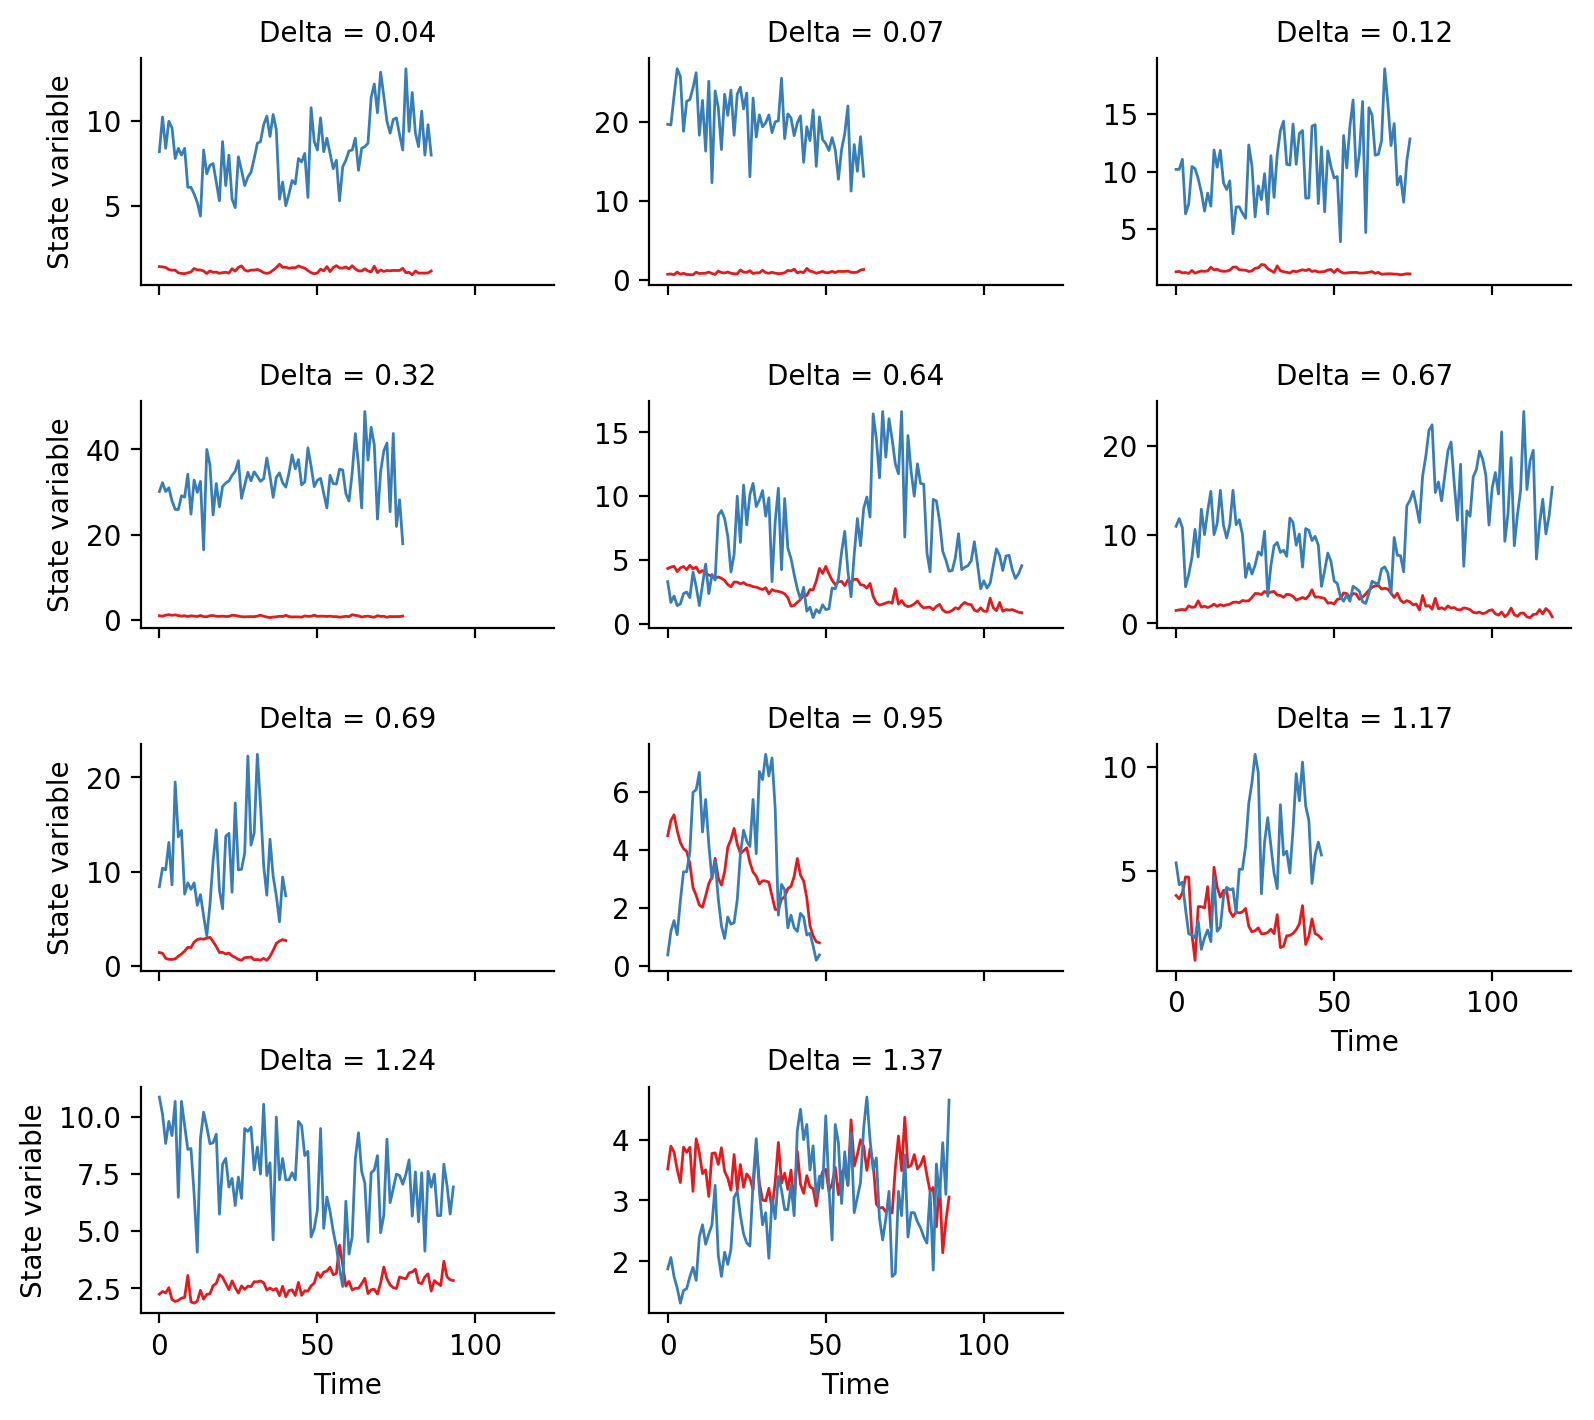 Delta = 0.04
Delta = 0.07
Delta = 0.12
State variable
10
5
20
10
0
15
10
5
Delta = 0.32
Delta = 0.64
Delta = 0.67
State variable
40
20
0
15
10
5
0
20
10
0
Delta = 0.69
Delta = 0.95
Delta = 1.17
State variable
20
10
0
6
4
2
0
10
5
0 50 100
Time
Delta = 1.24
Delta = 1.37
State variable
10.0
7.5
5.0
2.5
4
3
2
0 50 100
0 50 100
Time
Time